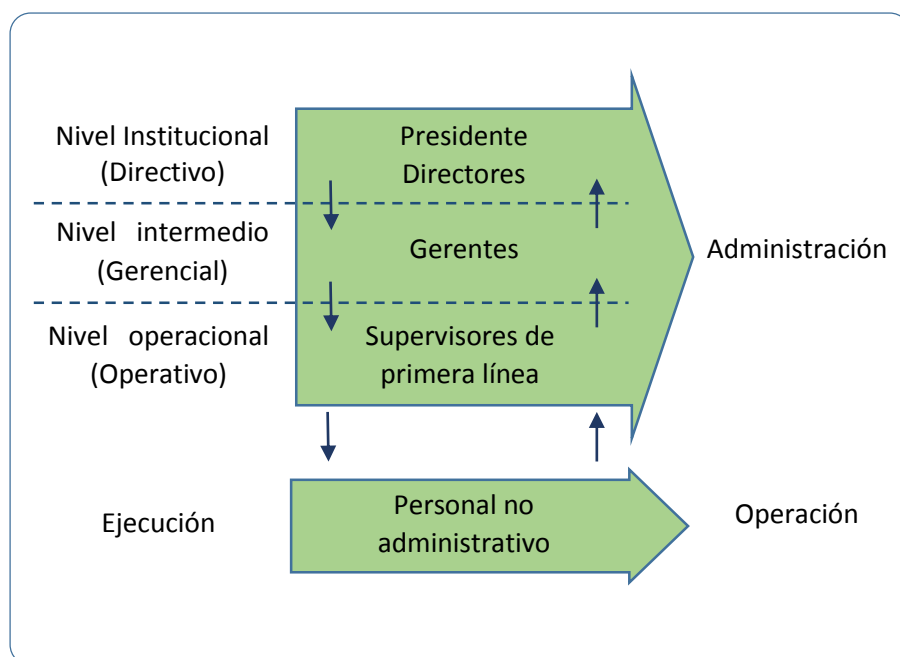 Nivel Institucional
(Directivo)
Presidente
Directores
Nivel intermedio
(Gerencial)
Gerentes
Administración
Nivel operacional
(Operativo)
Supervisores de
primera línea
Ejecución
Personal no
administrativo
Operación